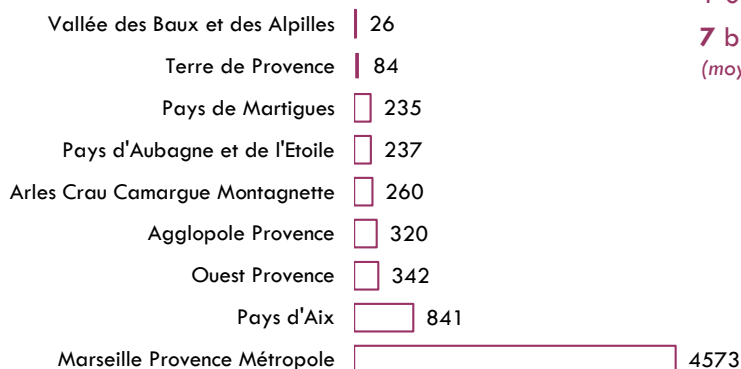 Vallée des Baux et des Alpilles 26
Terre de Provence 84
Pays de Martigues 235
Pays d'Aubagne et de l'Etoile 237
Arles Crau Camargue Montagnette 260
Agglopole Provence 320
Ouest Provence 342
Pays d'Aix 841
Marseille Provence Métropole 4573
7 b
(moy